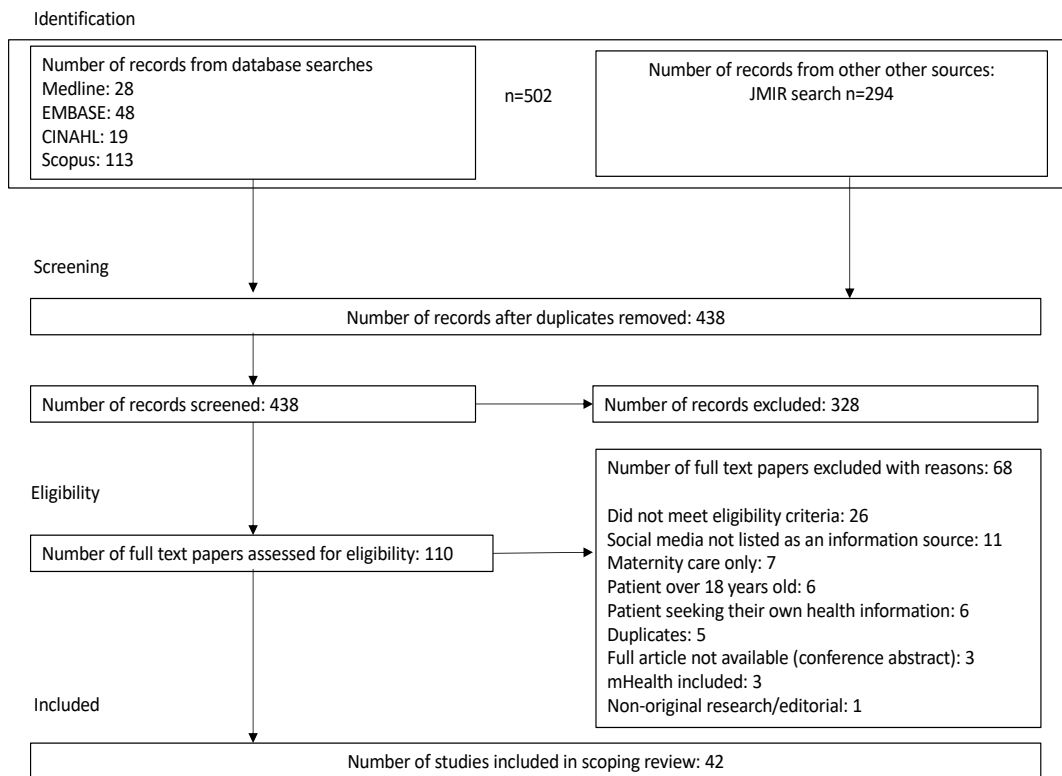 Identification
Number of records from database searches
Medline: 28
EMBASE: 48
CINAHL: 19
Scopus: 113
n=502
Number of records from other other sources:
JMIR search n=294
Screening
Number of records after duplicates removed: 438
Number of records screened: 438
Number of records excluded: 328
Eligibility
Number of full text papers assessed for eligibility: 110
Number of full text papers excluded with reasons: 68
Did not meet eligibility criteria: 26
Social media not listed as an information source: 11
Maternity care only: 7
Patient over 18 years old: 6
Patient seeking their own health information: 6
Duplicates: 5
Full article not available (conference abstract): 3
mHealth included: 3
Non-original research/editorial: 1
Included
Number of studies included in scoping review: 42